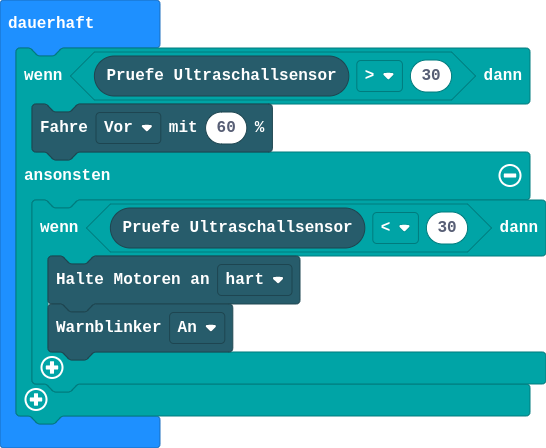 dauerhaft
wenn Pruefe Ultraschallsensor > 30 dann
Fahre Vor mit 60 %
ansonsten
wenn Pruefe Ultraschallsensor < 30 dann
Halte Motoren an hart
Warnblinker An